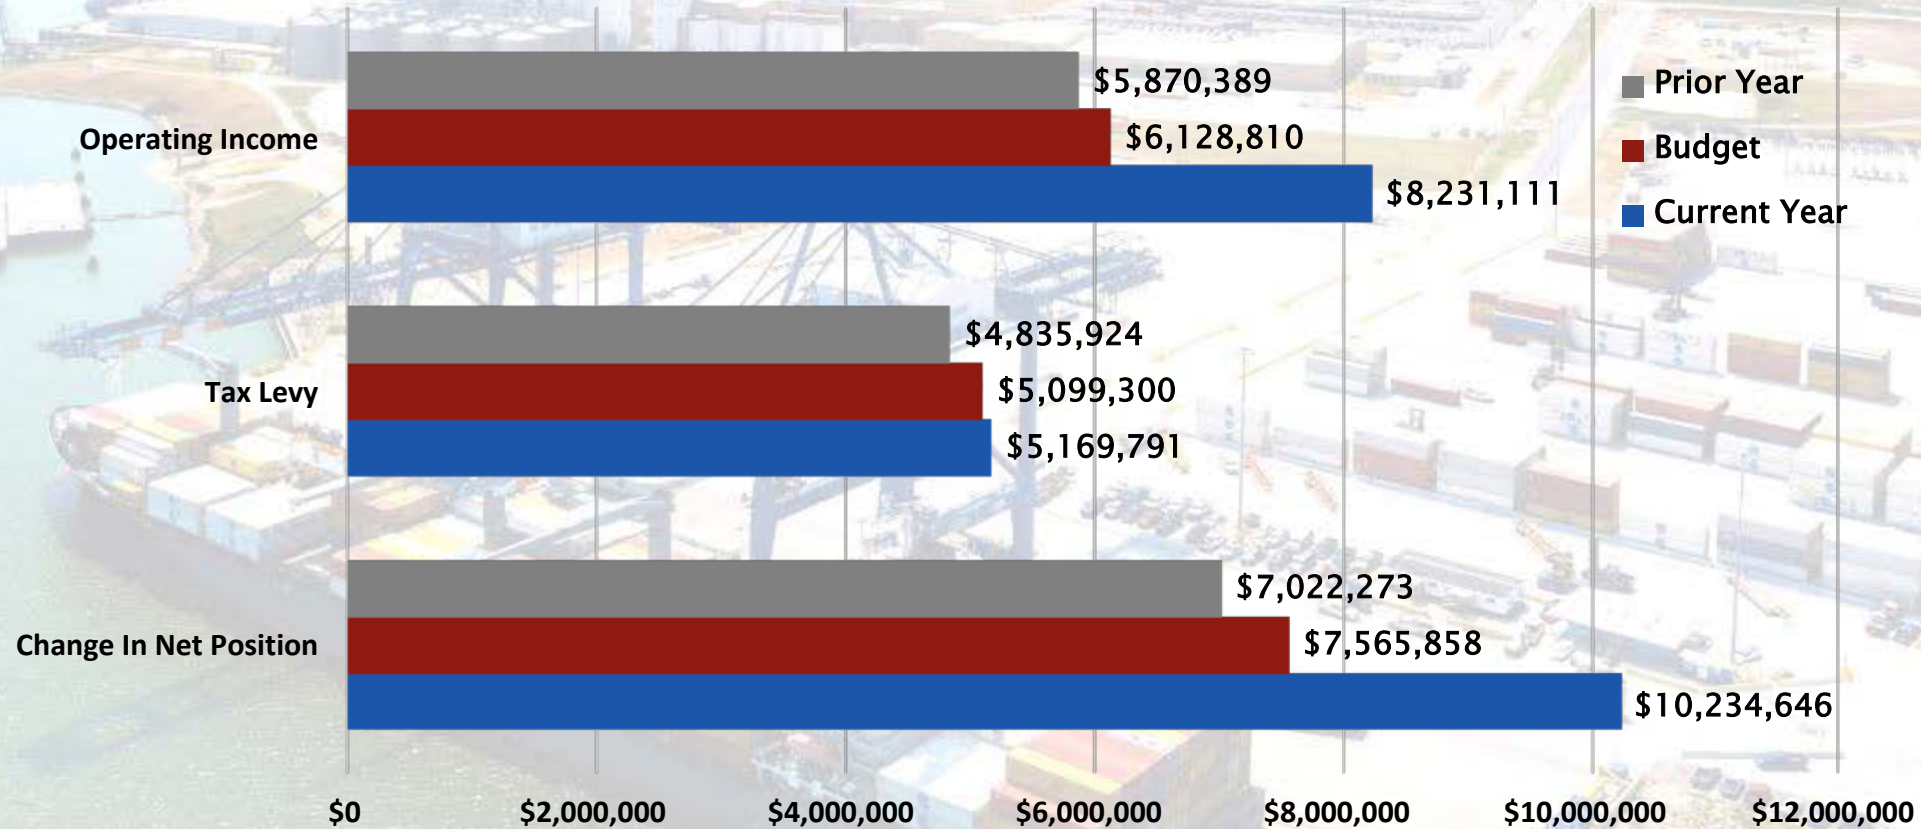 Operating Income
$5,870,389
$6,128,810
$8,231,111
Prior Year
Budget
Current Year
Tax Levy
$4,835,924
$5,099,300
$5,169,791
Change In Net Position
$7,022,273
$7,565,858
$10,234,646
$0 $2,000,000 $4,000,000 $6,000,000 $8,000,000 $10,000,000 $12,000,000